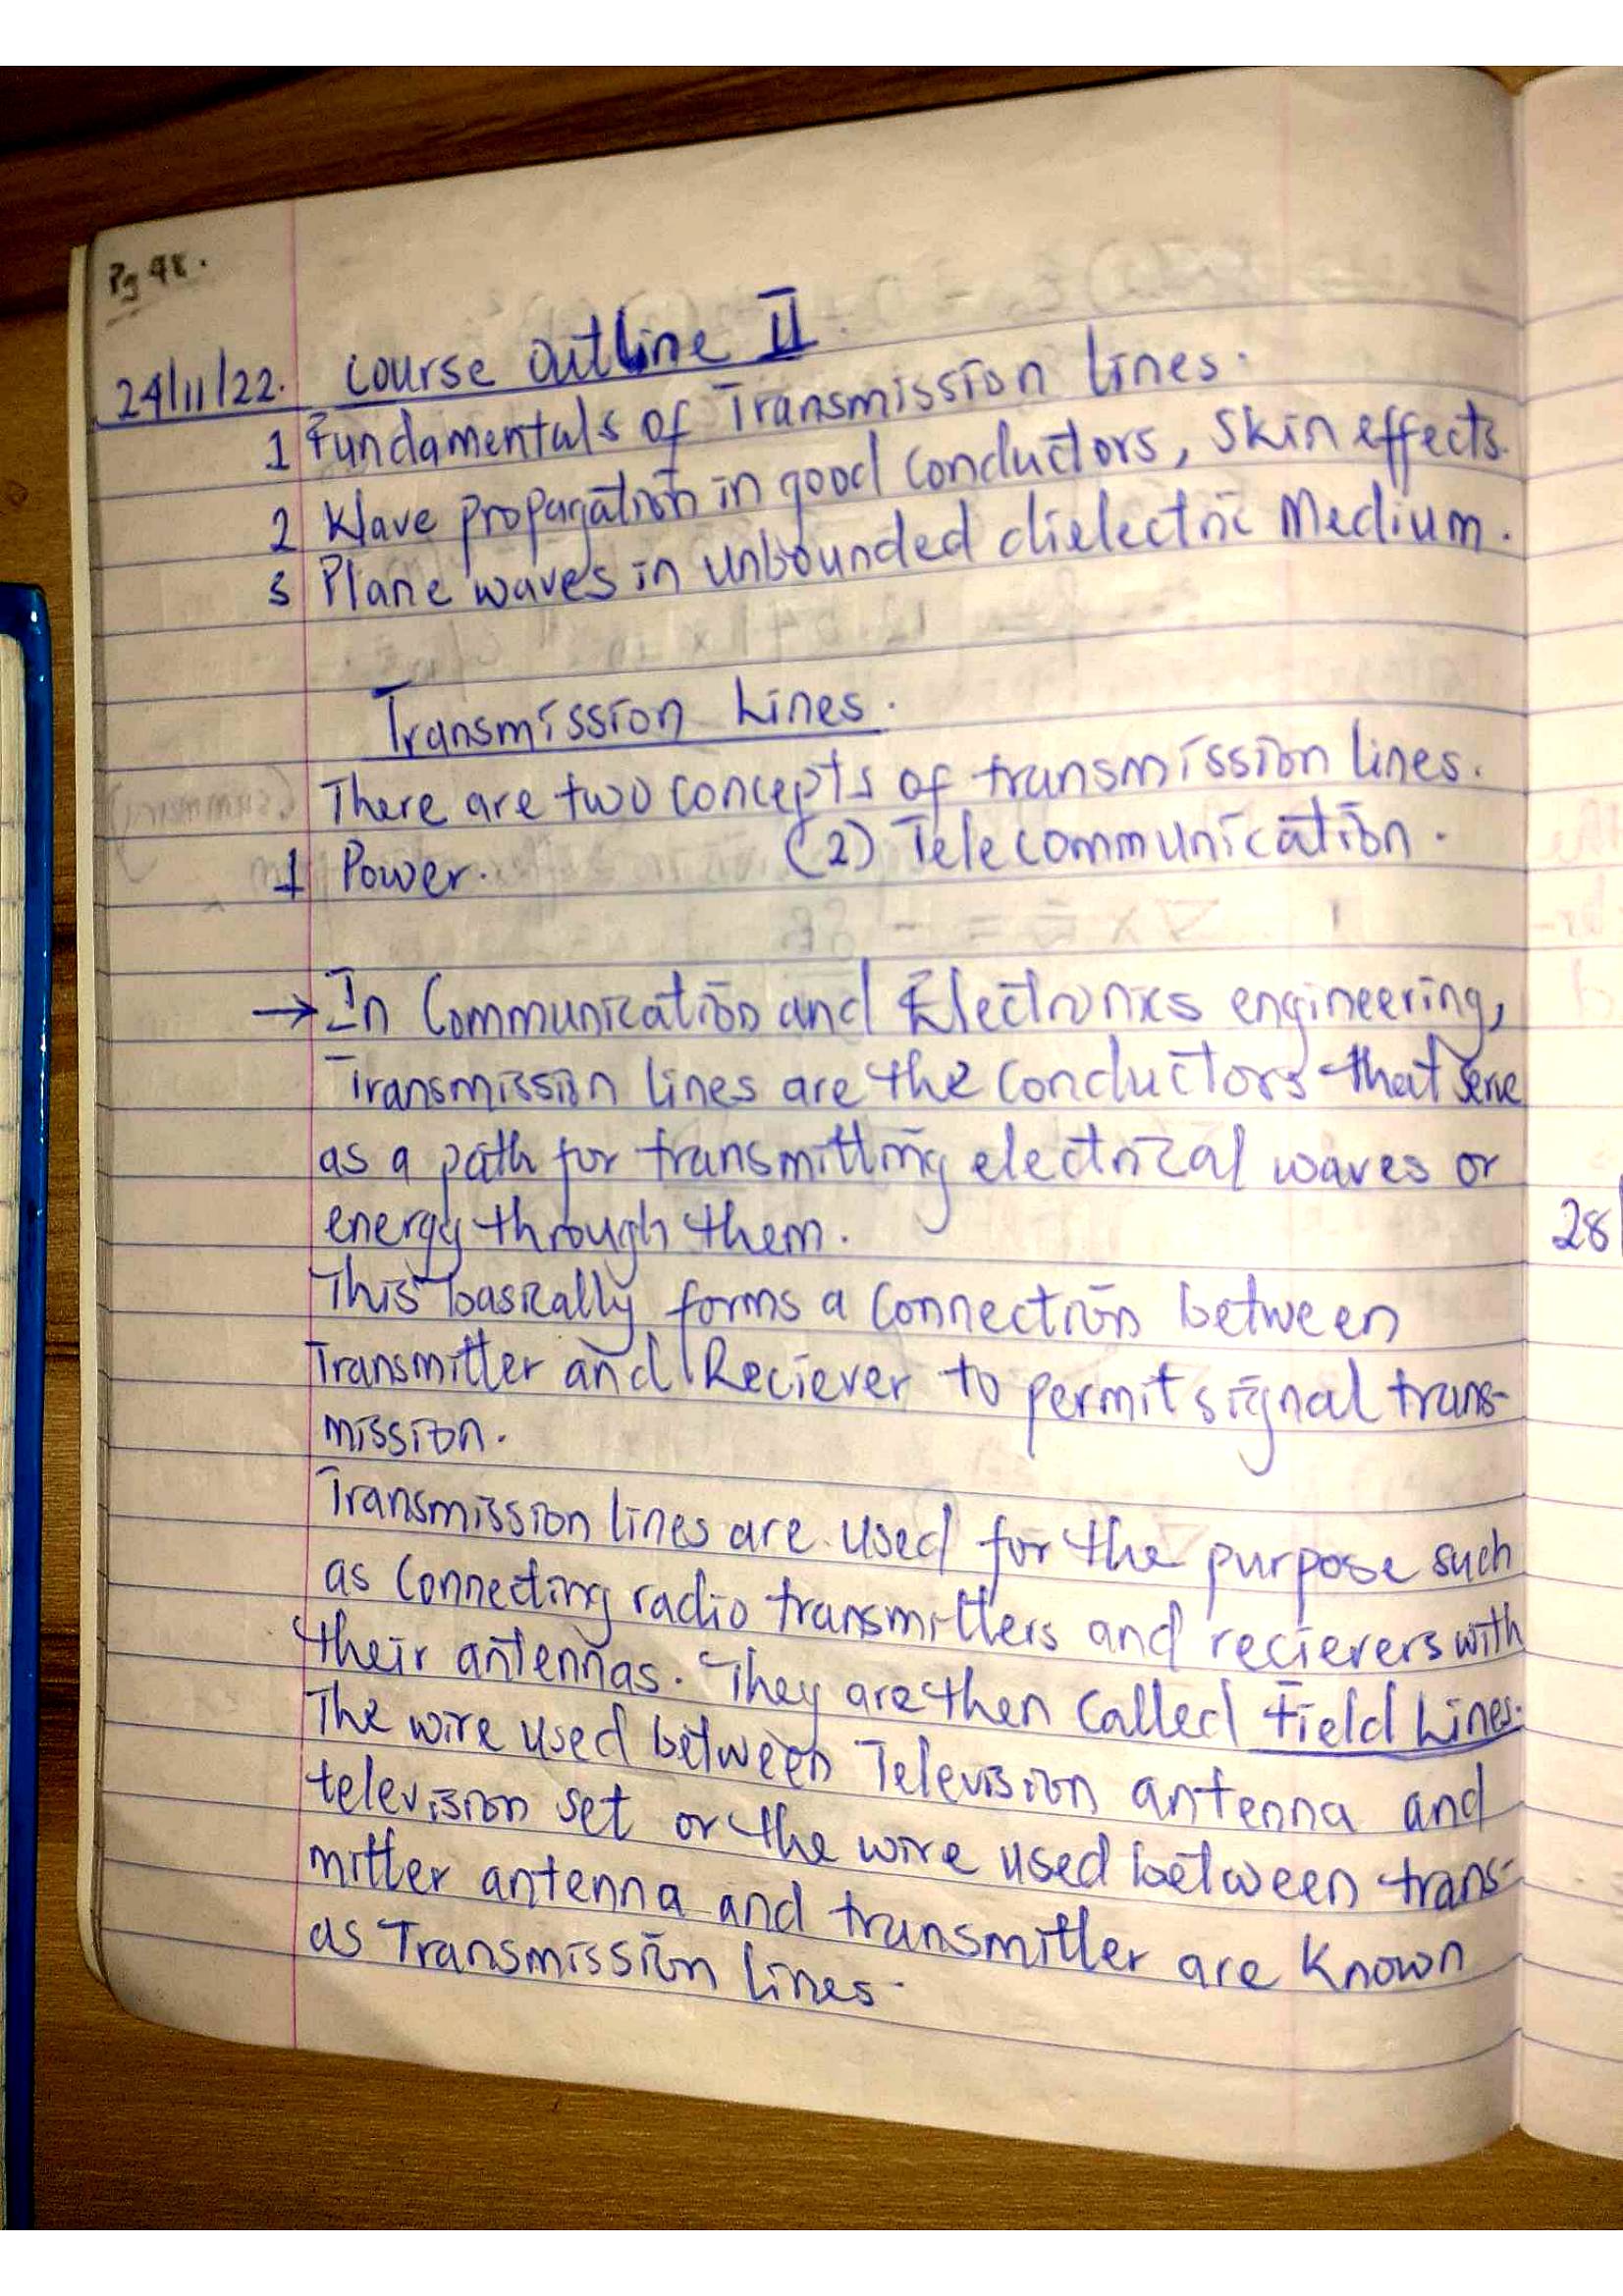 Pg 48.
24/11/22. Course Outline II.
1 Fundamentals of Transmission Lines.
2 Wave propagation in good Conductors, Skin effects.
3 Plane waves in Unbounded dielectric Medium.
Transmission Lines.
There are two concepts of transmission lines.
1 Power. (2) Telecommunication.
→ In Communication and Electronics engineering,
Transmission lines are the Conductors that serve
as a path for transmitting electrical waves or
energy through them.
This basically forms a Connection between
Transmitter and Reciever to permit signal trans-
mission.
Transmission lines are used for the purpose such
as Connecting radio transmitters and recievers with
their antennas. They are then Called Field Lines.
The wire used between Television antenna and
television set or the wire used between trans-
mitter antenna and transmitter are Known
as Transmission lines.
28